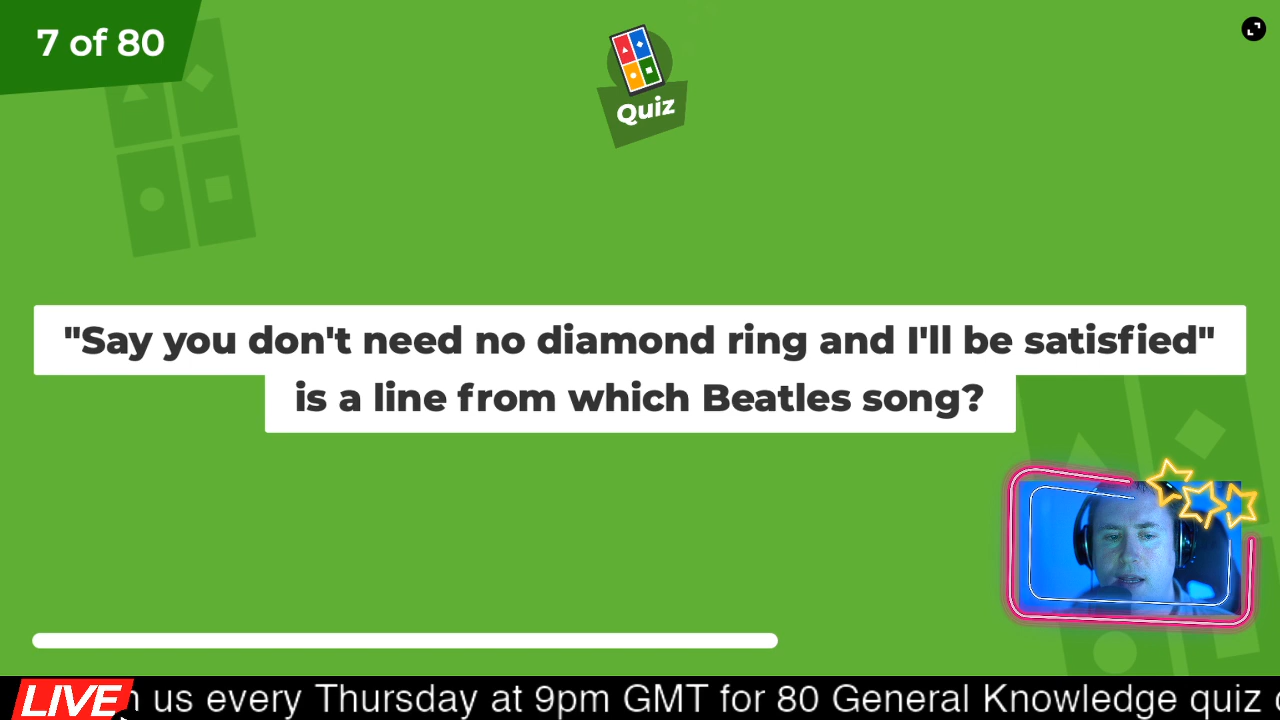 7 of 80
Quiz
"Say you don't need no diamond ring and I'll be satisfied"
is a line from which Beatles song?
LIVE us every Thursday at 9pm GMT for 80 General Knowledge quiz